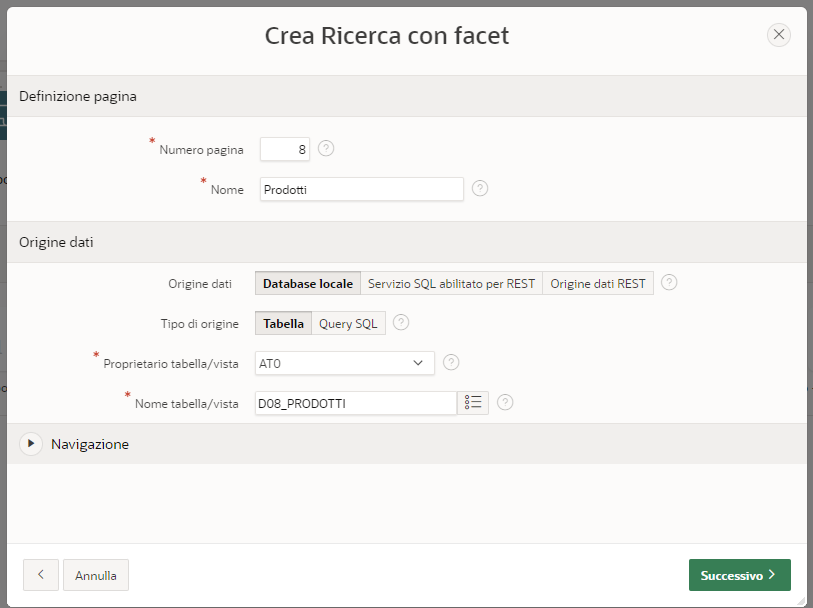 Crea Ricerca con facet
Definizione pagina
* Numero pagina 8 ?
* Nome Prodotti ?
Origine dati
Origine dati Database locale Servizio SQL abilitato per REST Origine dati REST ?
Tipo di origine Tabella Query SQL ?
* Proprietario tabella/vista AT0 ?
* Nome tabella/vista D08_PRODOTTI ?
Navigazione
Annulla Successivo